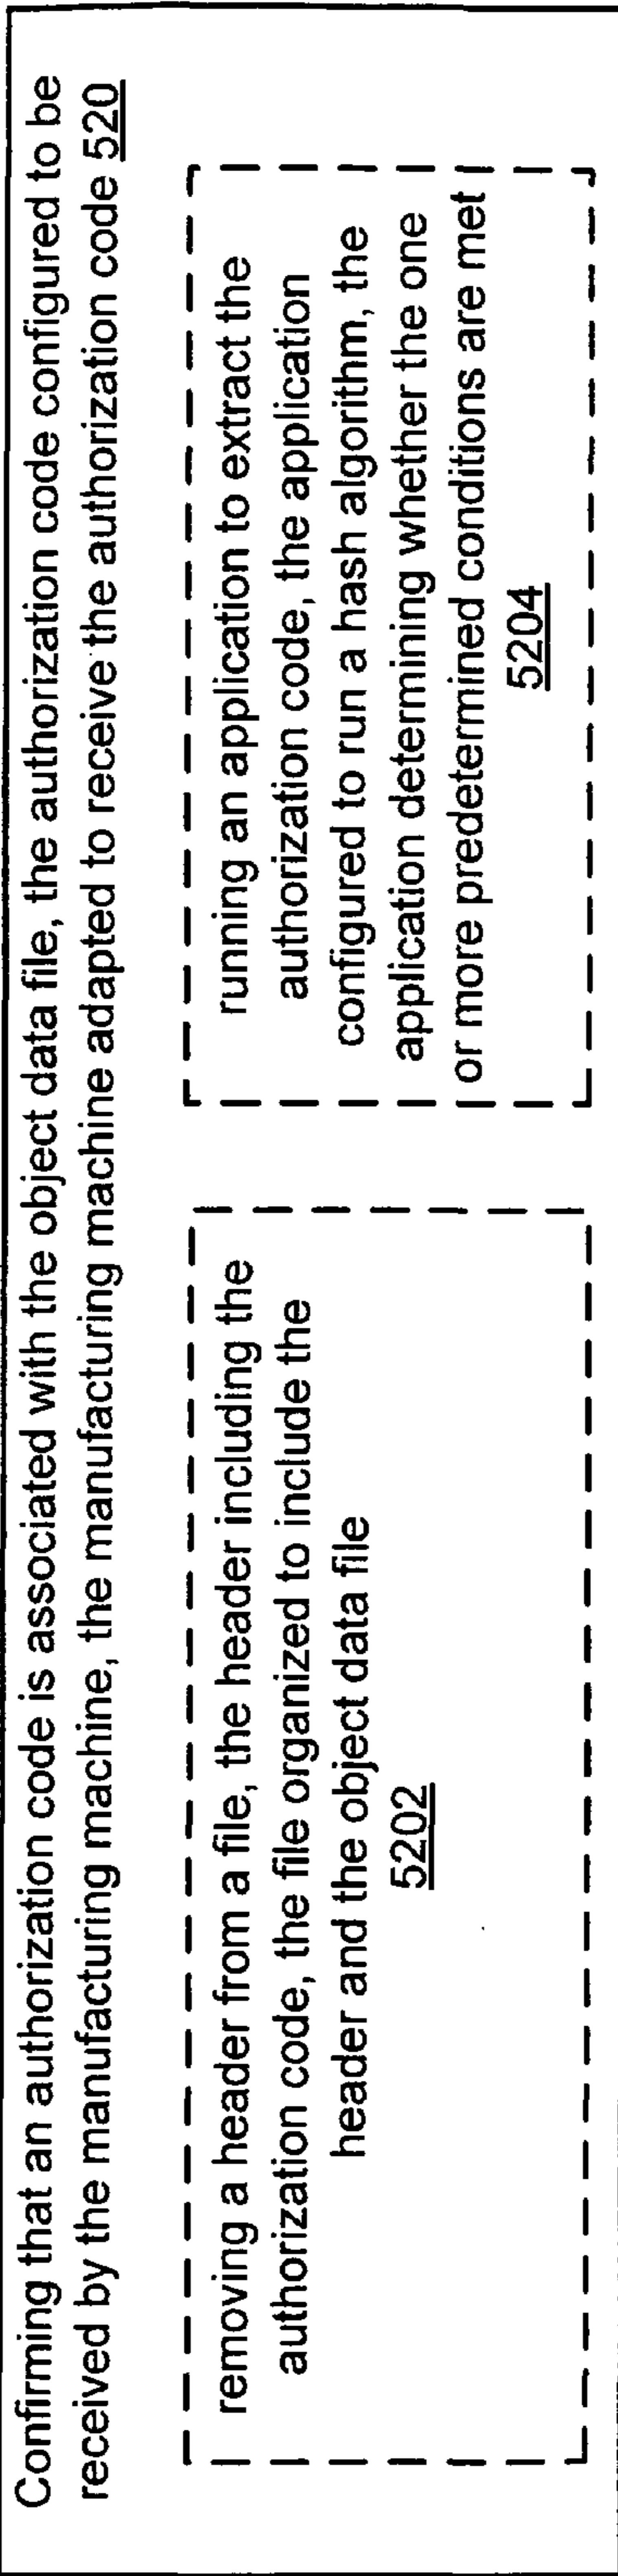 Confirming that an authorization code is associated with the object data file, the authorization code configured to be
received by the manufacturing machine, the manufacturing machine adapted to receive the authorization code 520
removing a header from a file, the header including the
authorization code, the file organized to include the
header and the object data file
5202
running an application to extract the
authorization code, the application
configured to run a hash algorithm, the
application determining whether the one
or more predetermined conditions are met
5204